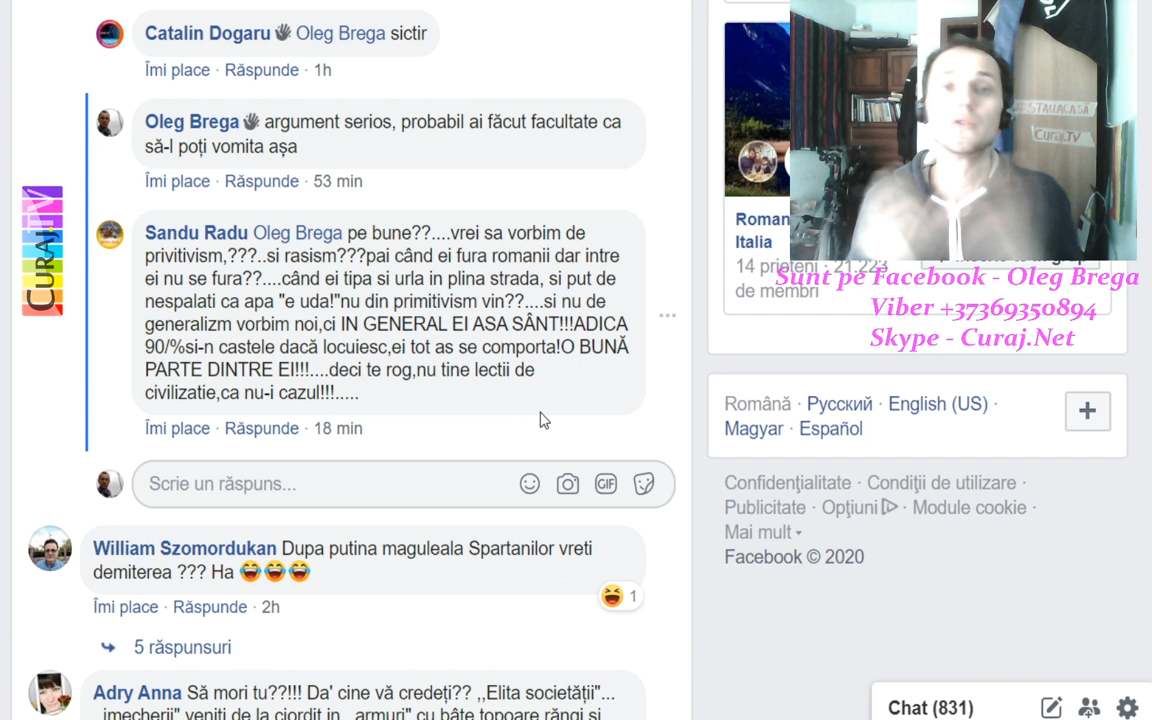 Catalin Dogaru Oleg Brega sictir
Îmi place · Răspunde · 1h
Oleg Brega argument serios, probabil ai făcut facultate ca
să-l poți vomita așa
Îmi place · Răspunde · 53 min
Sandu Radu Oleg Brega pe bune??....vrei sa vorbim de
privitivism,???..si rasism???pai când ei fura romanii dar intre
ei nu se fura??....când ei tipa si urla in plina strada, si put de
nespalati ca apa "e uda!"nu din primitivism vin??....si nu de
generalizm vorbim noi,ci IN GENERAL EI ASA SÂNT!!!ADICA
90/%si-n castele dacă locuiesc,ei tot as se comporta!O BUNĂ
PARTE DINTRE EI!!!....deci te rog,nu tine lectii de
civilizatie,ca nu-i cazul!!!.....
Îmi place · Răspunde · 18 min
Scrie un răspuns...
GIF
William Szomordukan Dupa putina maguleala Spartanilor vreti
demiterea ??? Ha 😂😂😂
1
Îmi place · Răspunde · 2h
5 răspunsuri
Adry Anna Să mori tu??!!! Da' cine vă credeți?? ,,Elita societății"...
CURAJ.TV
STAUACASĂ
Curaj.TV
Roman
Italia
14 prieteni · 21.223
de membri
Sunt pe Facebook - Oleg Brega
Viber +37369350894
Skype - Curaj.Net
Română · Русский · English (US) ·
Magyar · Español
Confidențialitate · Condiții de utilizare ·
Publicitate · Opțiuni · Module cookie ·
Mai mult
Facebook © 2020
Chat (831)